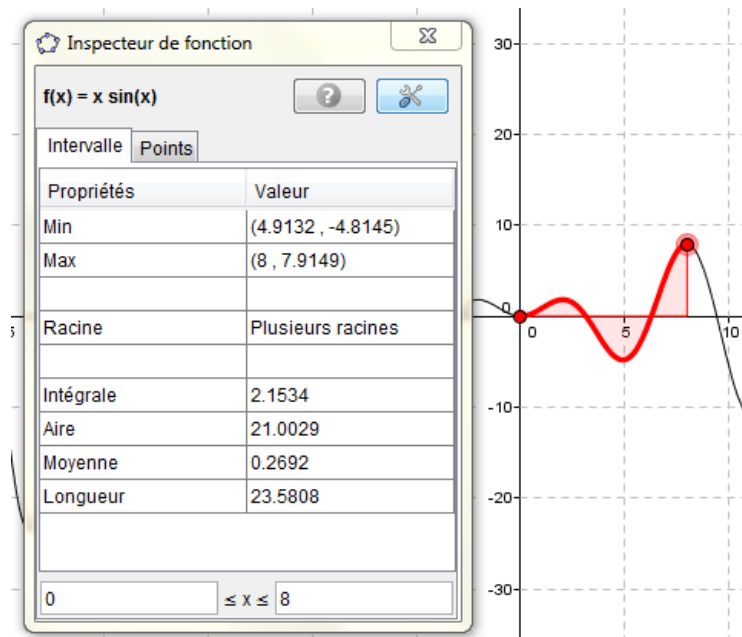 Inspecteur de fonction
f(x) = x sin(x)
Intervalle Points
Propriétés Valeur
Min (4.9132 , -4.8145)
Max (8 , 7.9149)
Racine Plusieurs racines
Intégrale 2.1534
Aire 21.0029
Moyenne 0.2692
Longueur 23.5808
0 ≤ x ≤ 8
30
20
10
0
0 5 10
-10
-20
-30
5